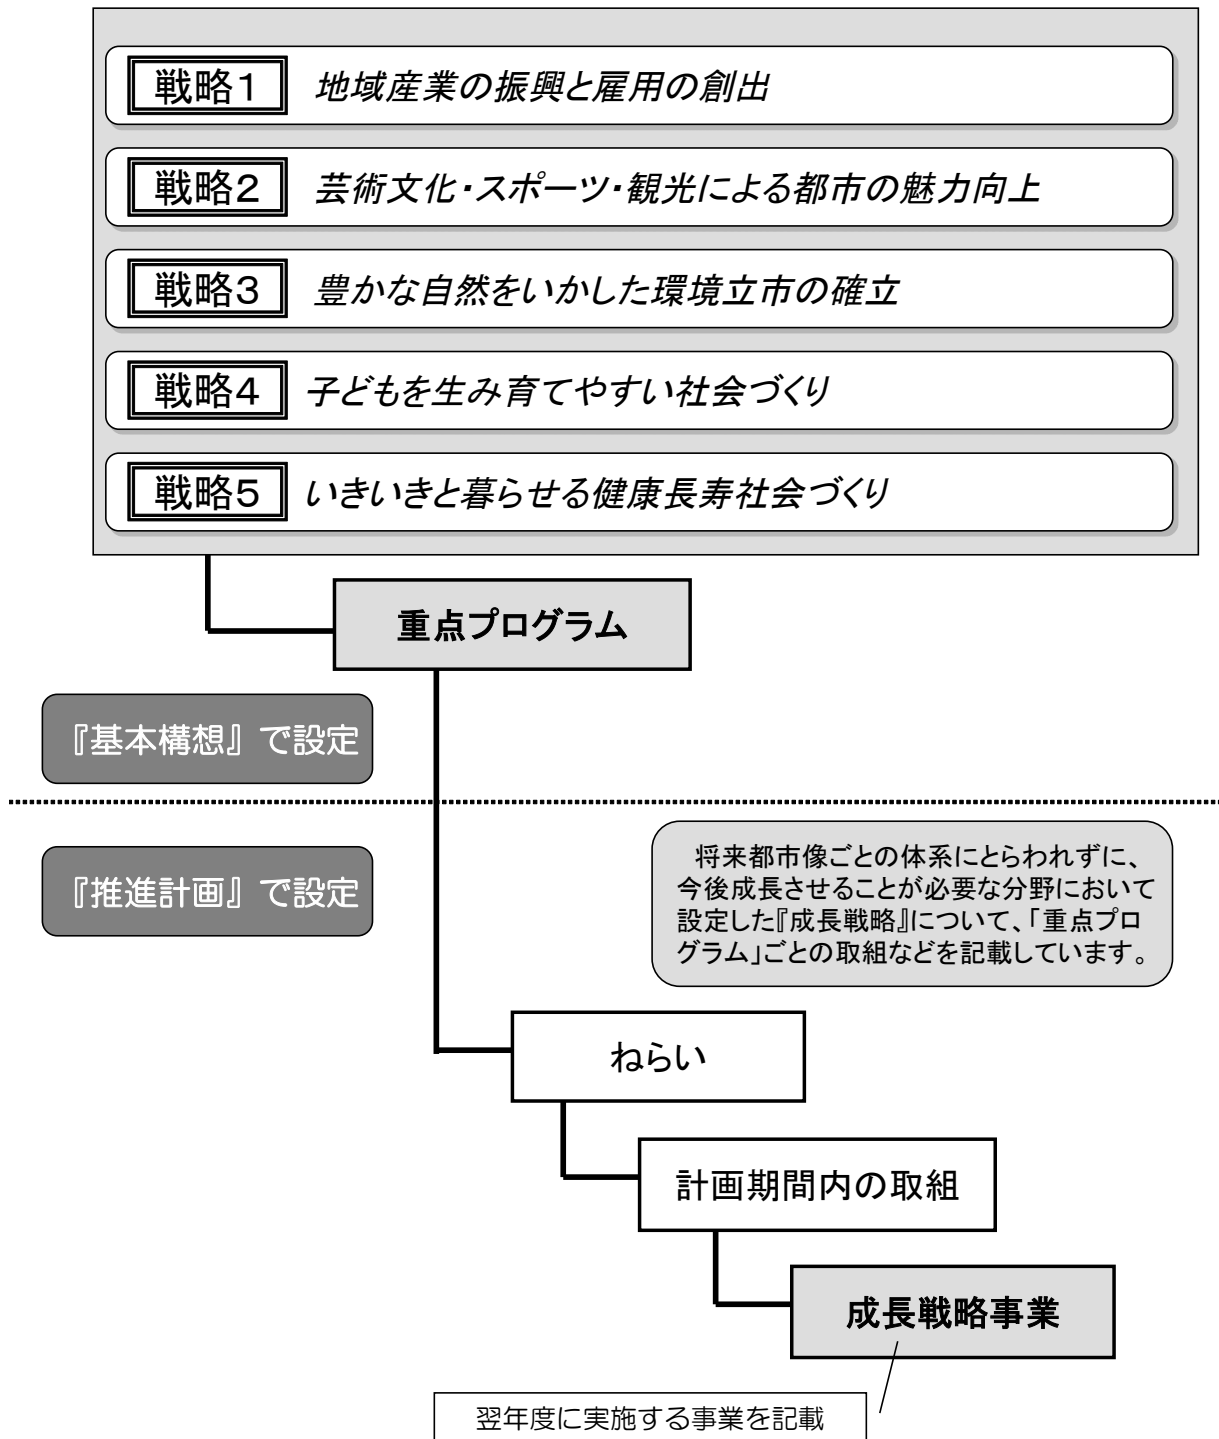 戦略1 地域産業の振興と雇用の創出
戦略2 芸術文化・スポーツ・観光による都市の魅力向上
戦略3 豊かな自然をいかした環境立市の確立
戦略4 子どもを生み育てやすい社会づくり
戦略5 いきいきと暮らせる健康長寿社会づくり
重点プログラム
『基本構想』で設定
『推進計画』で設定
将来都市像ごとの体系にとらわれずに、
今後成長させることが必要な分野において
設定した『成長戦略』について、「重点プロ
グラム」ごとの取組などを記載しています。
ねらい
計画期間内の取組
成長戦略事業
翌年度に実施する事業を記載